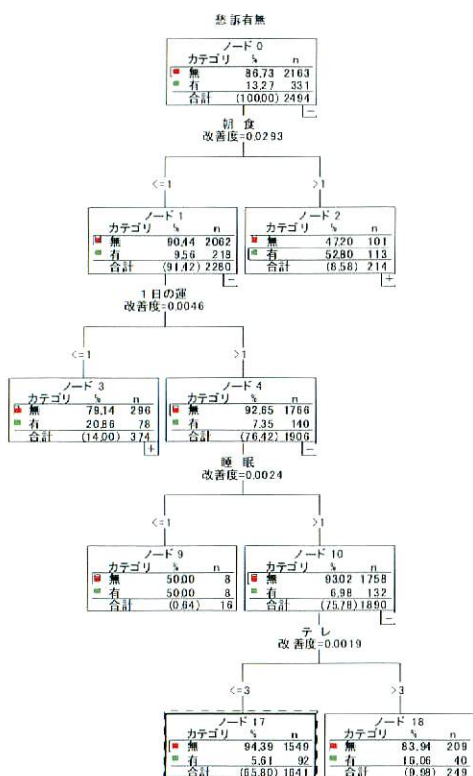 愁訴有無
ノード 0
カテゴリ % n
無 86.73 2163
有 13.27 331
合計 (100.00) 2494
朝 食
改善度=0.0293
<=1
>1
ノード 1
カテゴリ % n
無 90.44 2062
有 9.56 218
合計 (91.42) 2280
ノード 2
カテゴリ % n
無 47.20 101
有 52.80 113
合計 (8.58) 214
1日の運
改善度=0.0046
<=1
>1
ノード 3
カテゴリ % n
無 79.14 296
有 20.86 78
合計 (14.00) 374
ノード 4
カテゴリ % n
無 92.65 1766
有 7.35 140
合計 (76.42) 1906
睡 眠
改善度=0.0024
<=1
>1
ノード 9
カテゴリ % n
無 50.00 8
有 50.00 8
合計 (0.64) 16
ノード 10
カテゴリ % n
無 93.02 1758
有 6.98 132
合計 (75.78) 1890
テ レ
改善度=0.0019
<=3
>3
ノード 17
カテゴリ % n
無 94.39 1549
有 5.61 92
合計 (65.80) 1641
ノード 18
カテゴリ % n
無 83.94 209
有 16.06 40
合計 (9.98) 249